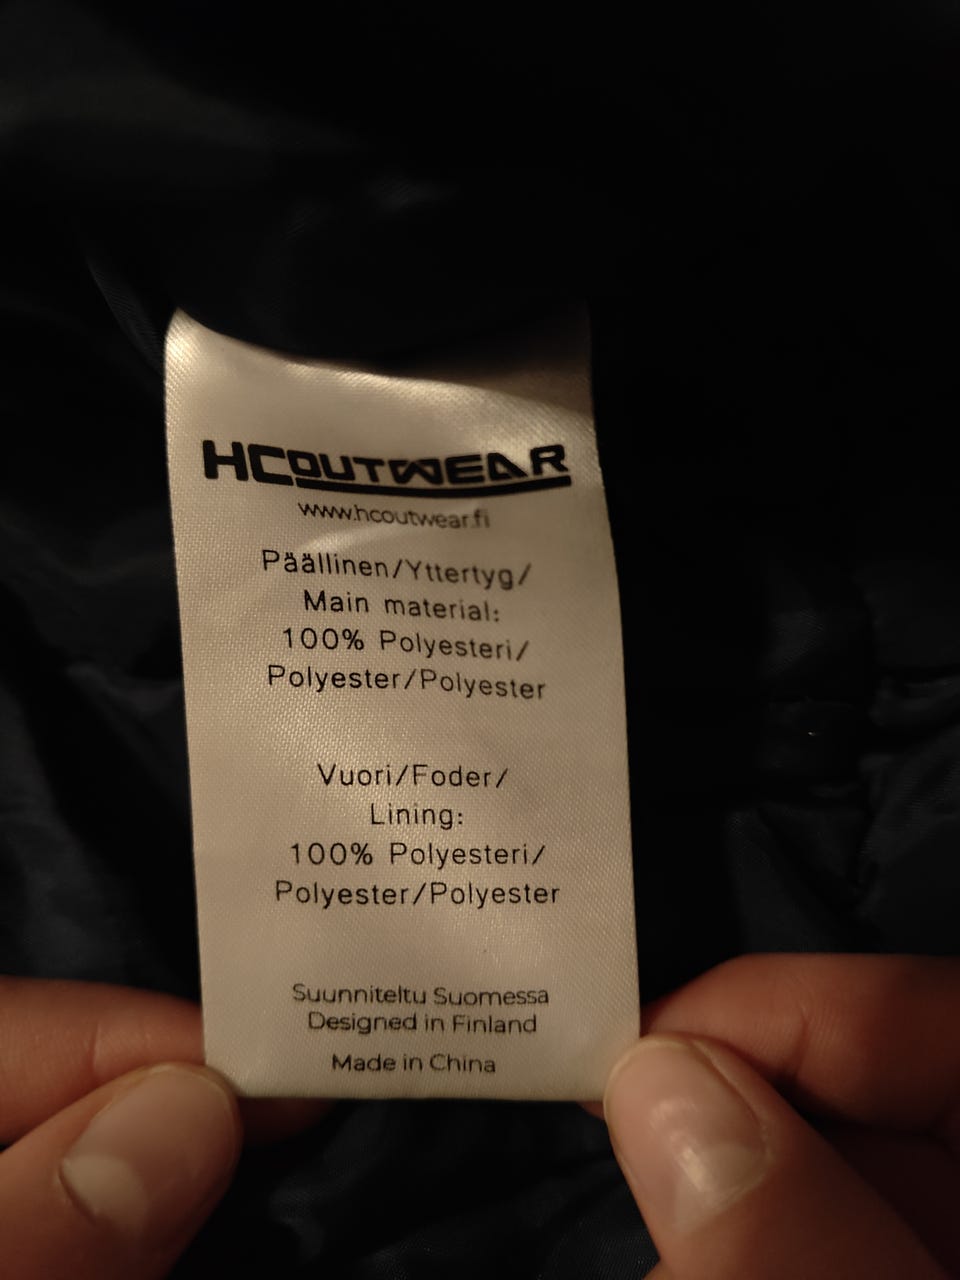 HCOUTWEAR
www.hcoutwear.fi
Päällinen/Yttertyg/
Main material:
100% Polyesteri/
Polyester/Polyester
Vuori/Foder/
Lining:
100% Polyesteri/
Polyester/Polyester
Suunniteltu Suomessa
Designed in Finland
Made in China